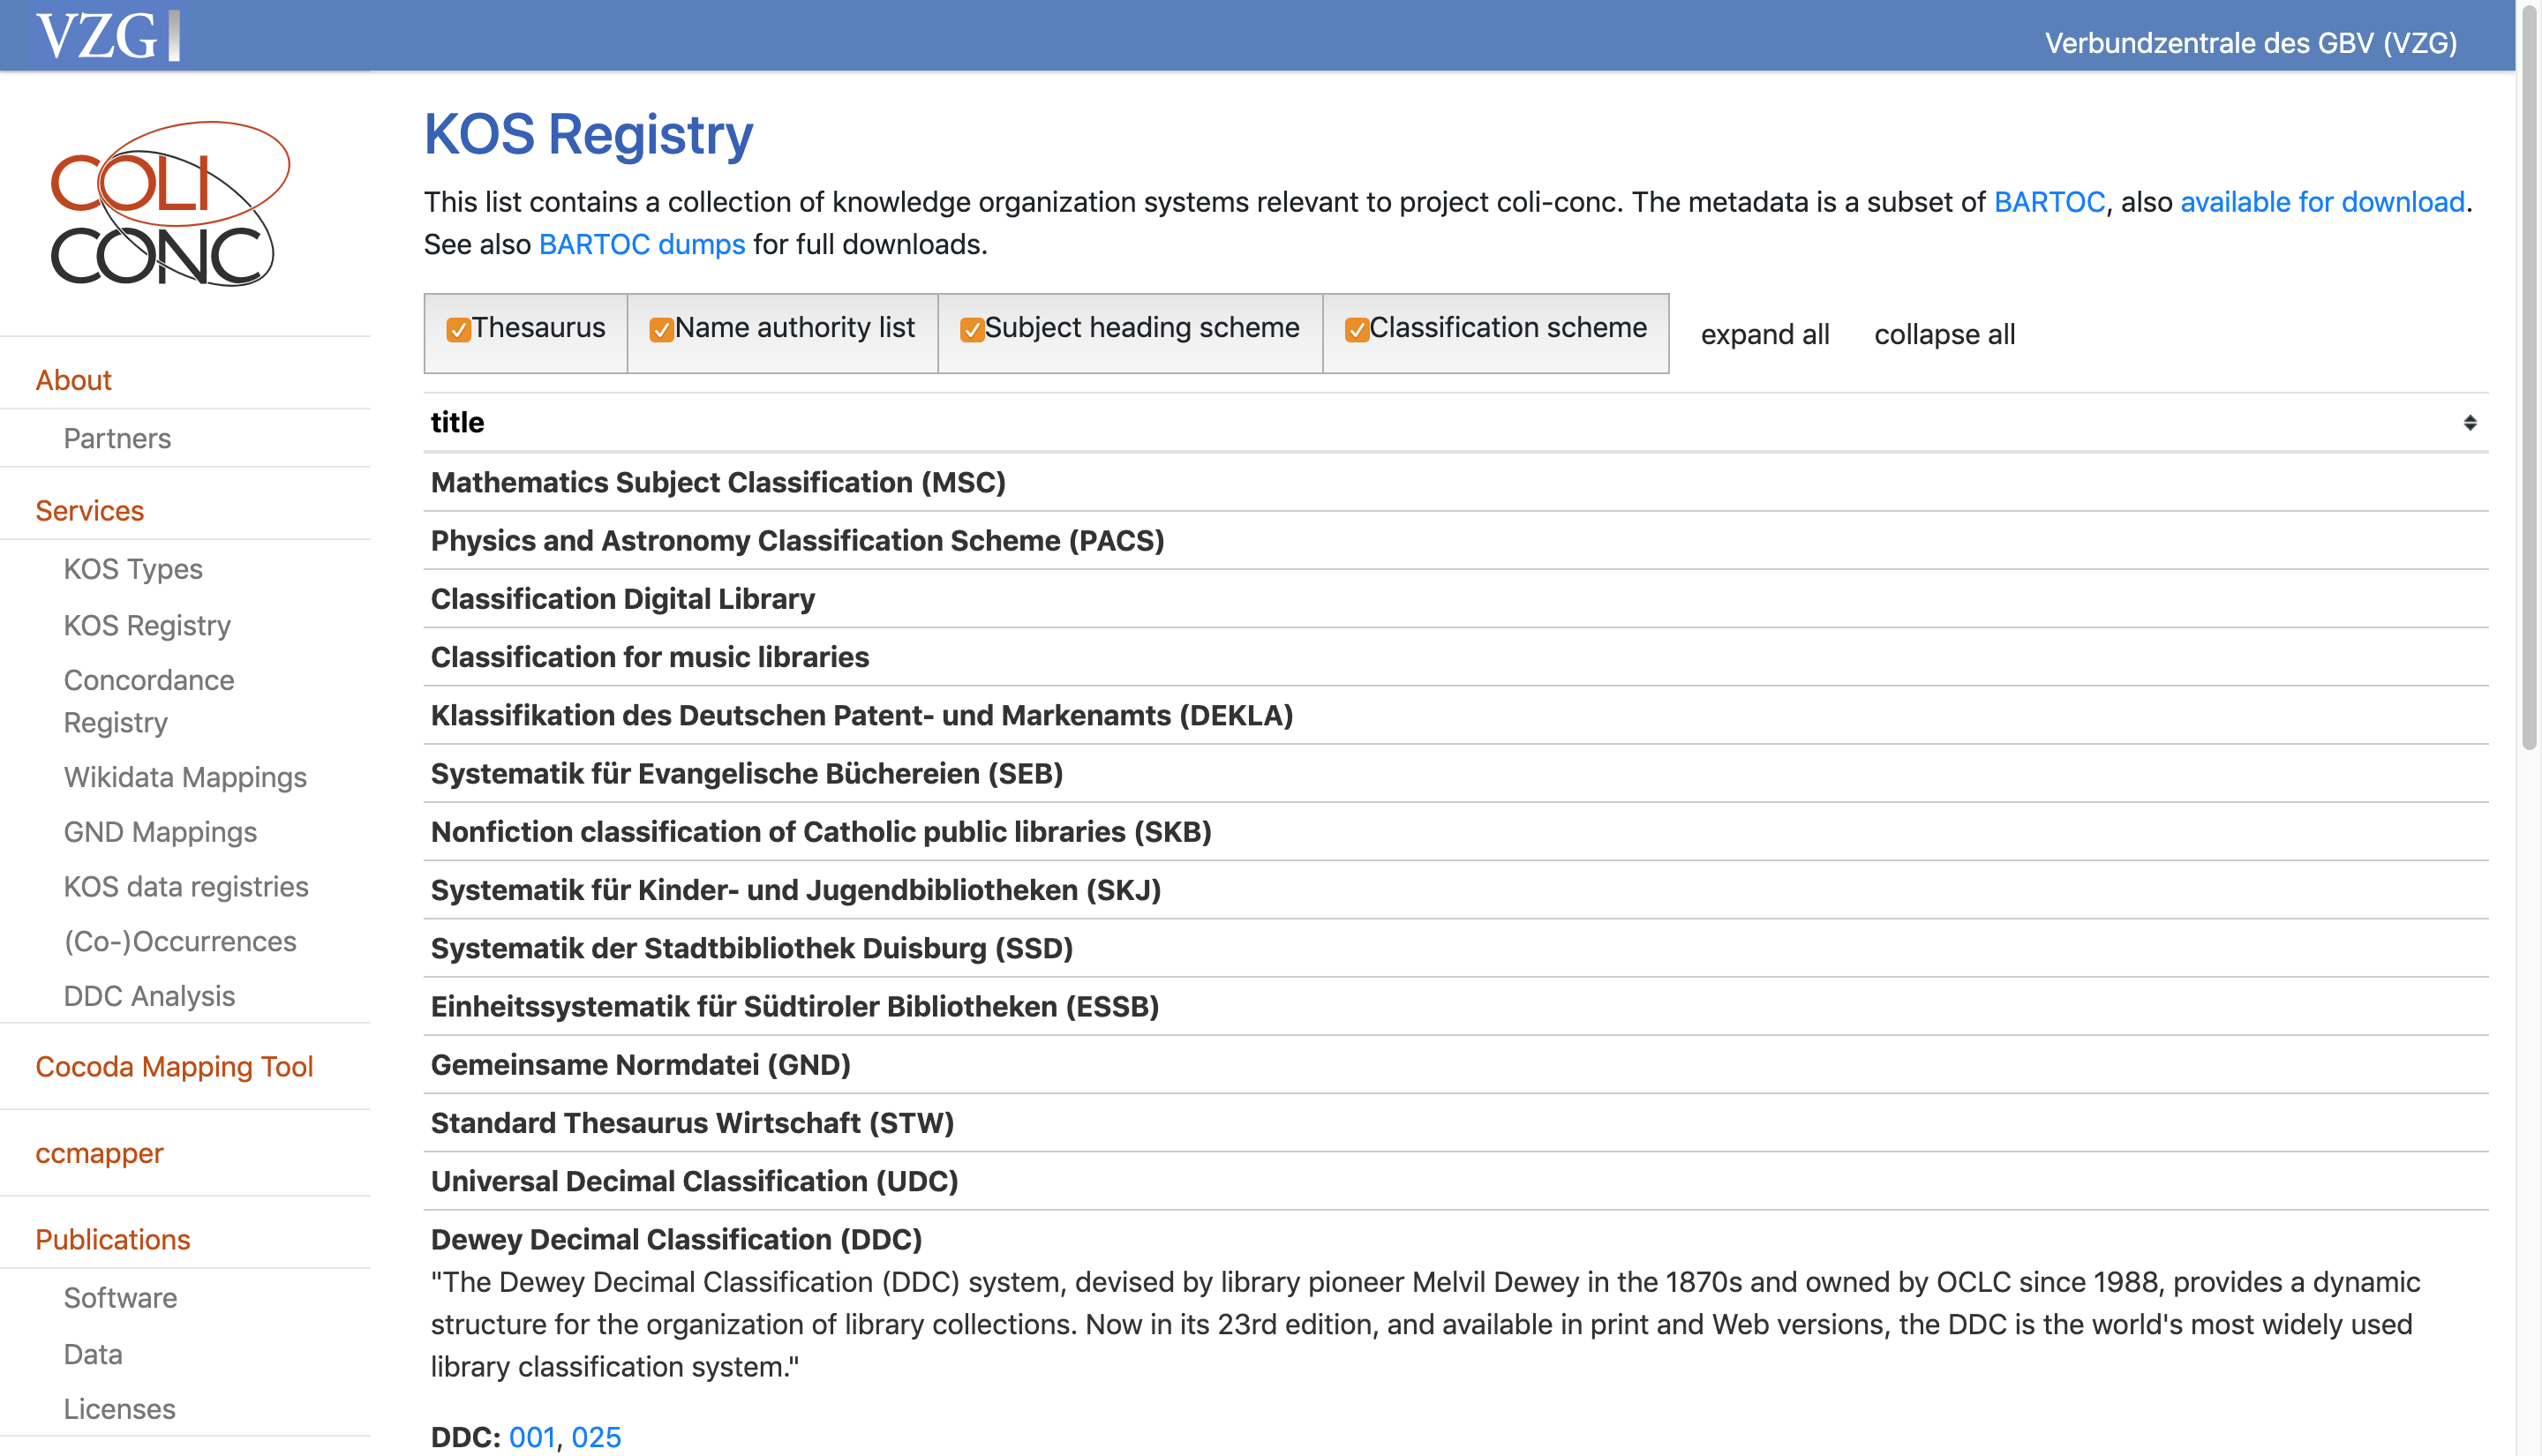 VZG
Verbundzentrale des GBV (VZG)
COLI
CONC
About
Partners
Services
KOS Types
KOS Registry
Concordance
Registry
Wikidata Mappings
GND Mappings
KOS data registries
(Co-)Occurrences
DDC Analysis
Cocoda Mapping Tool
ccmapper
Publications
Software
Data
Licenses
KOS Registry
This list contains a collection of knowledge organization systems relevant to project coli-conc. The metadata is a subset of BARTOC, also available for download.
See also BARTOC dumps for full downloads.
Thesaurus Name authority list Subject heading scheme Classification scheme expand all collapse all
title
Mathematics Subject Classification (MSC)
Physics and Astronomy Classification Scheme (PACS)
Classification Digital Library
Classification for music libraries
Klassifikation des Deutschen Patent- und Markenamts (DEKLA)
Systematik für Evangelische Büchereien (SEB)
Nonfiction classification of Catholic public libraries (SKB)
Systematik für Kinder- und Jugendbibliotheken (SKJ)
Systematik der Stadtbibliothek Duisburg (SSD)
Einheitssystematik für Südtiroler Bibliotheken (ESSB)
Gemeinsame Normdatei (GND)
Standard Thesaurus Wirtschaft (STW)
Universal Decimal Classification (UDC)
Dewey Decimal Classification (DDC)
"The Dewey Decimal Classification (DDC) system, devised by library pioneer Melvil Dewey in the 1870s and owned by OCLC since 1988, provides a dynamic
structure for the organization of library collections. Now in its 23rd edition, and available in print and Web versions, the DDC is the world's most widely used
library classification system."
DDC: 001, 025